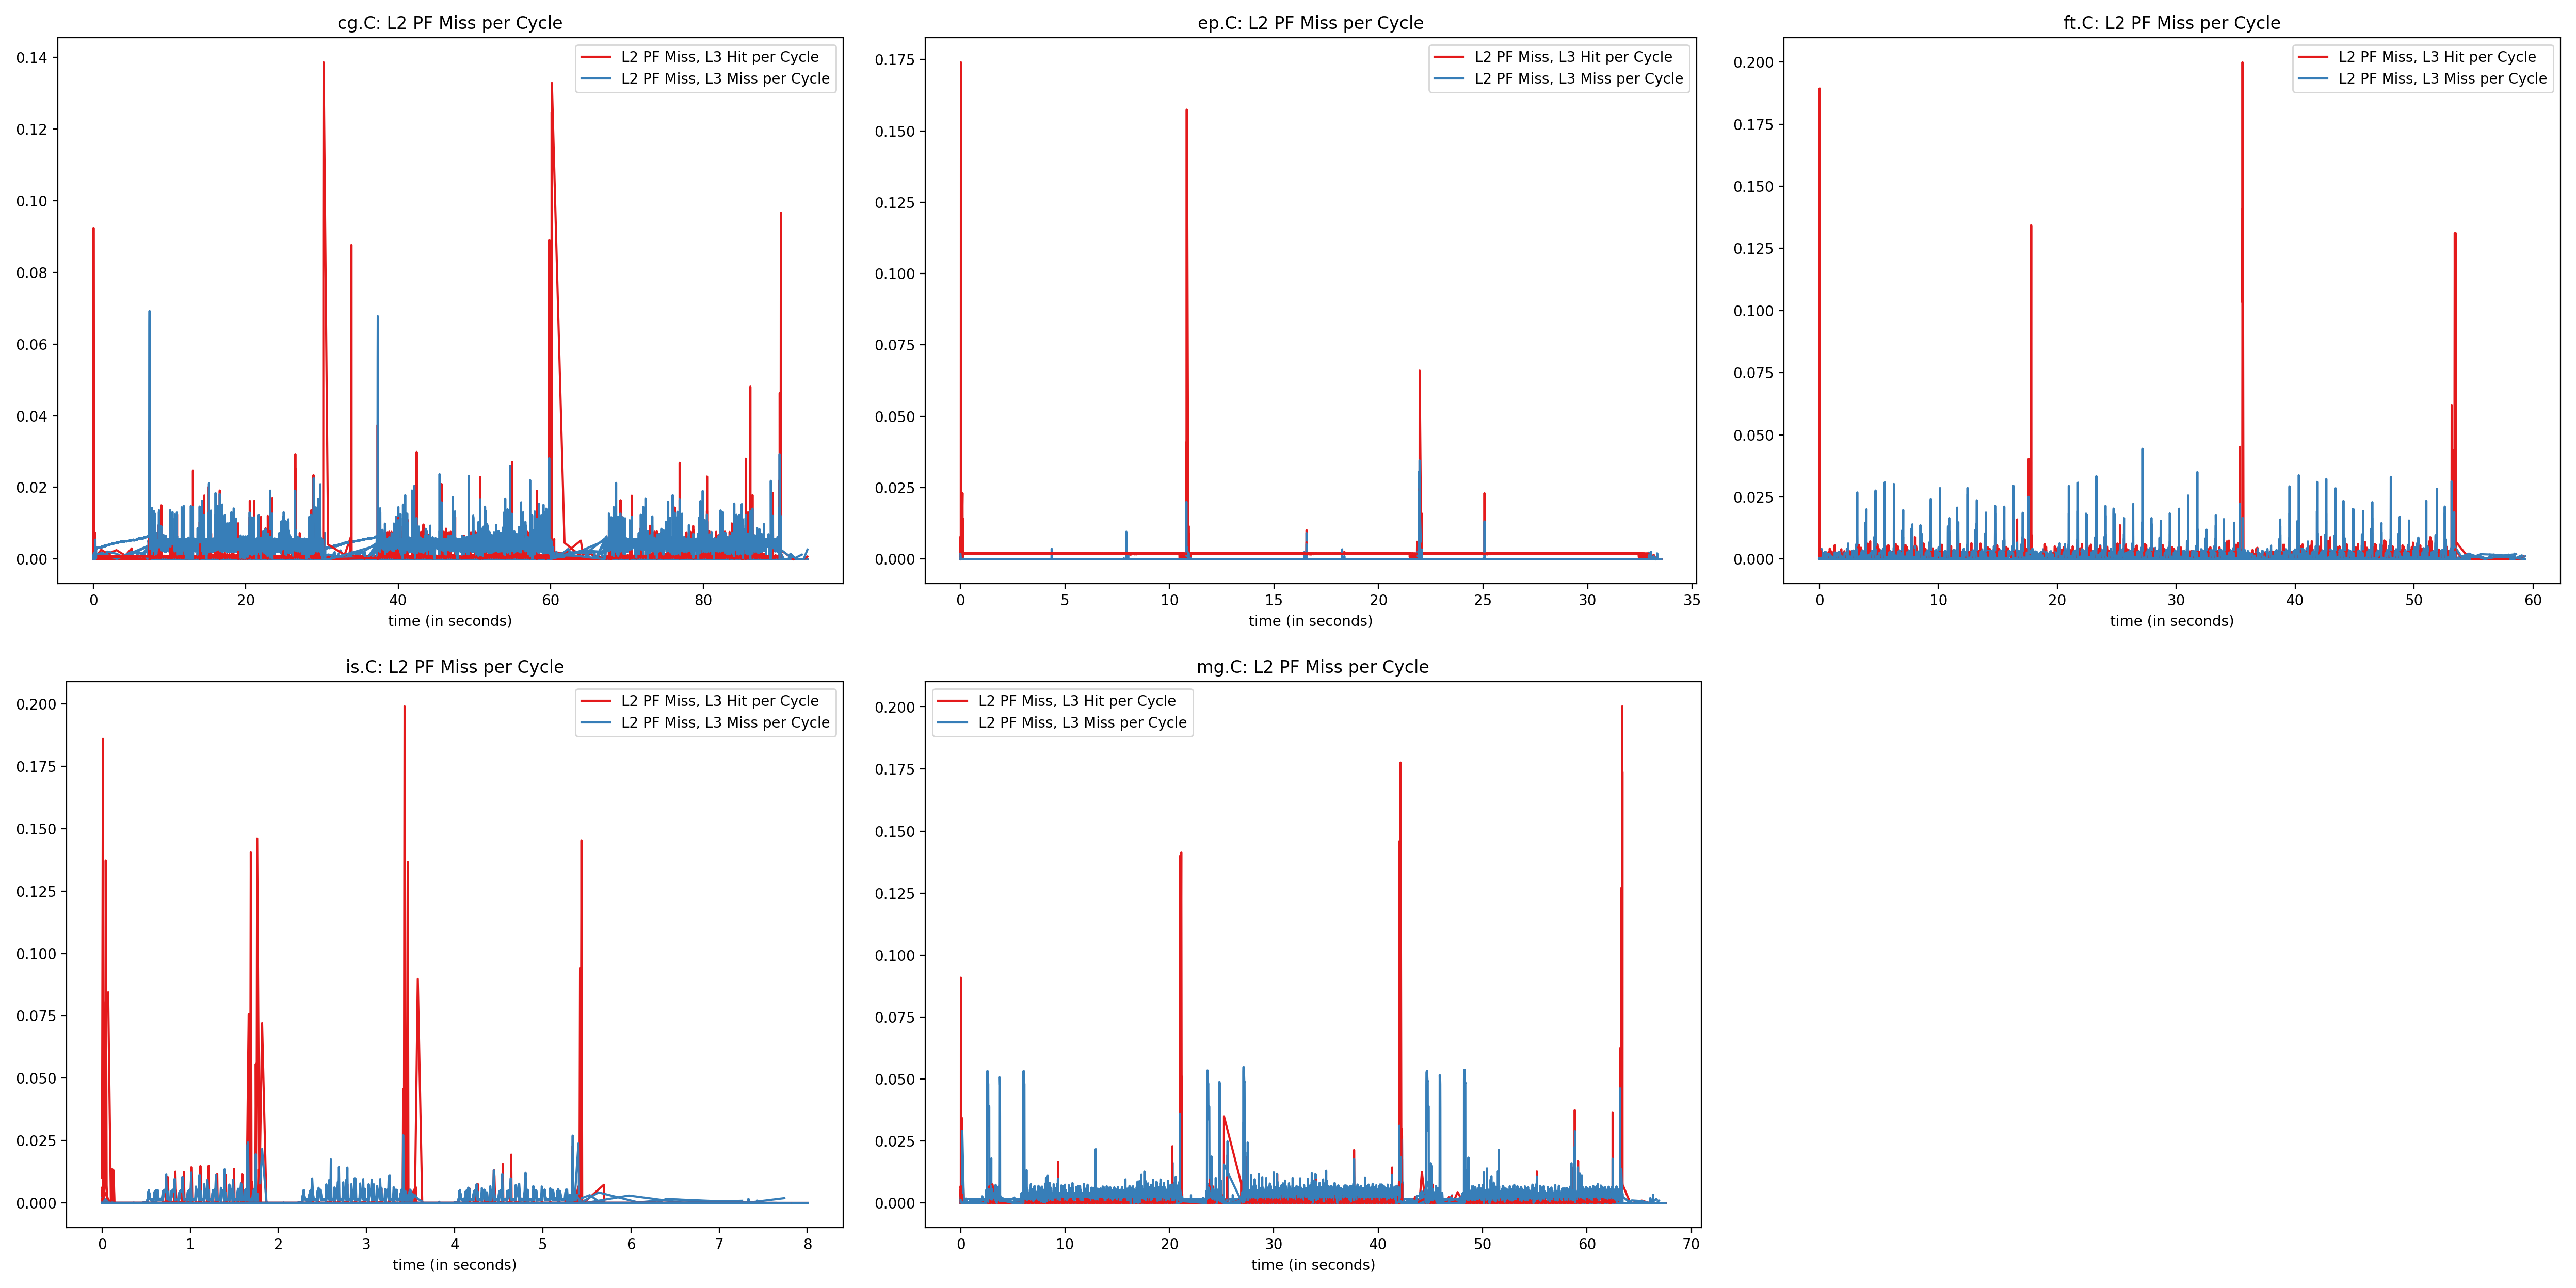 cg.C: L2 PF Miss per Cycle
L2 PF Miss, L3 Hit per Cycle
L2 PF Miss, L3 Miss per Cycle
0.14
0.12
0.10
0.08
0.06
0.04
0.02
0.00
0 20 40 60 80
time (in seconds)
ep.C: L2 PF Miss per Cycle
L2 PF Miss, L3 Hit per Cycle
L2 PF Miss, L3 Miss per Cycle
0.175
0.150
0.125
0.100
0.075
0.050
0.025
0.000
0 5 10 15 20 25 30 35
time (in seconds)
ft.C: L2 PF Miss per Cycle
L2 PF Miss, L3 Hit per Cycle
L2 PF Miss, L3 Miss per Cycle
0.200
0.175
0.150
0.125
0.100
0.075
0.050
0.025
0.000
0 10 20 30 40 50 60
time (in seconds)
is.C: L2 PF Miss per Cycle
L2 PF Miss, L3 Hit per Cycle
L2 PF Miss, L3 Miss per Cycle
0.200
0.175
0.150
0.125
0.100
0.075
0.050
0.025
0.000
0 1 2 3 4 5 6 7 8
time (in seconds)
mg.C: L2 PF Miss per Cycle
L2 PF Miss, L3 Hit per Cycle
L2 PF Miss, L3 Miss per Cycle
0.200
0.175
0.150
0.125
0.100
0.075
0.050
0.025
0.000
0 10 20 30 40 50 60 70
time (in seconds)